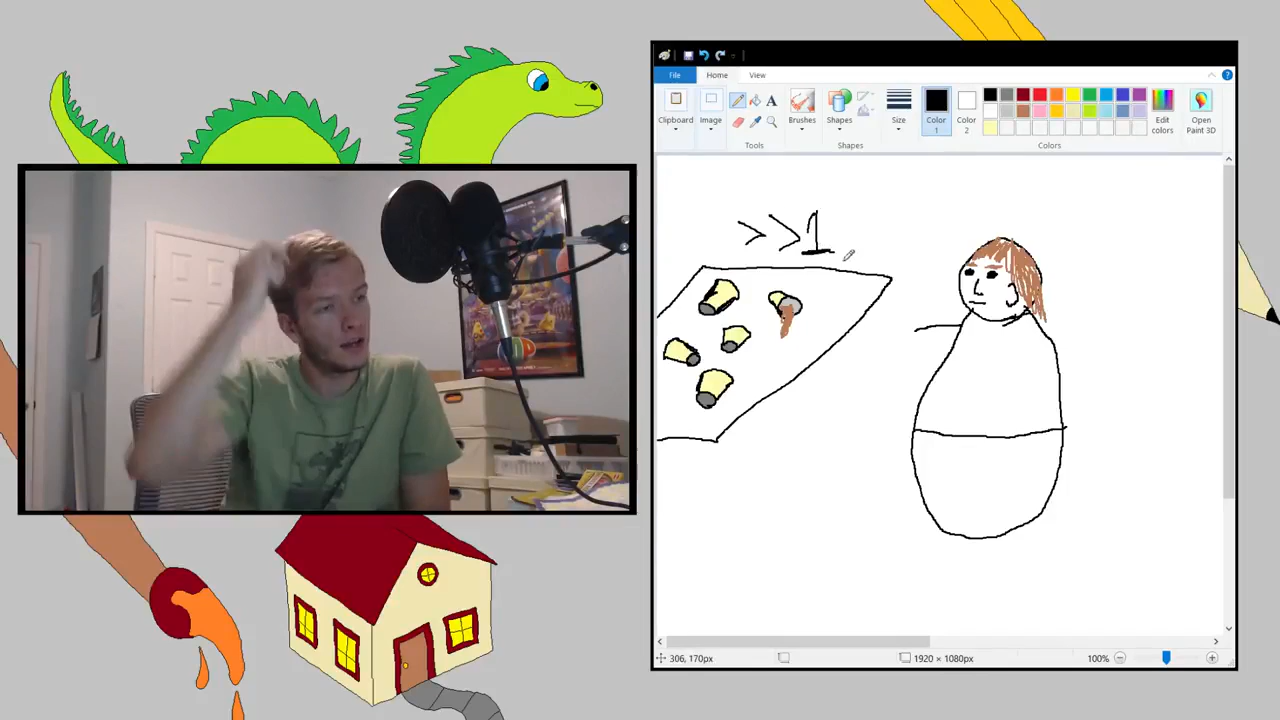 File
Home
View
Clipboard
Image
Tools
Brushes
Shapes
Shapes
Size
Color
1
Color
2
Colors
Edit
colors
Open
Paint 3D
>>1
306, 170px
1920 × 1080px
100%